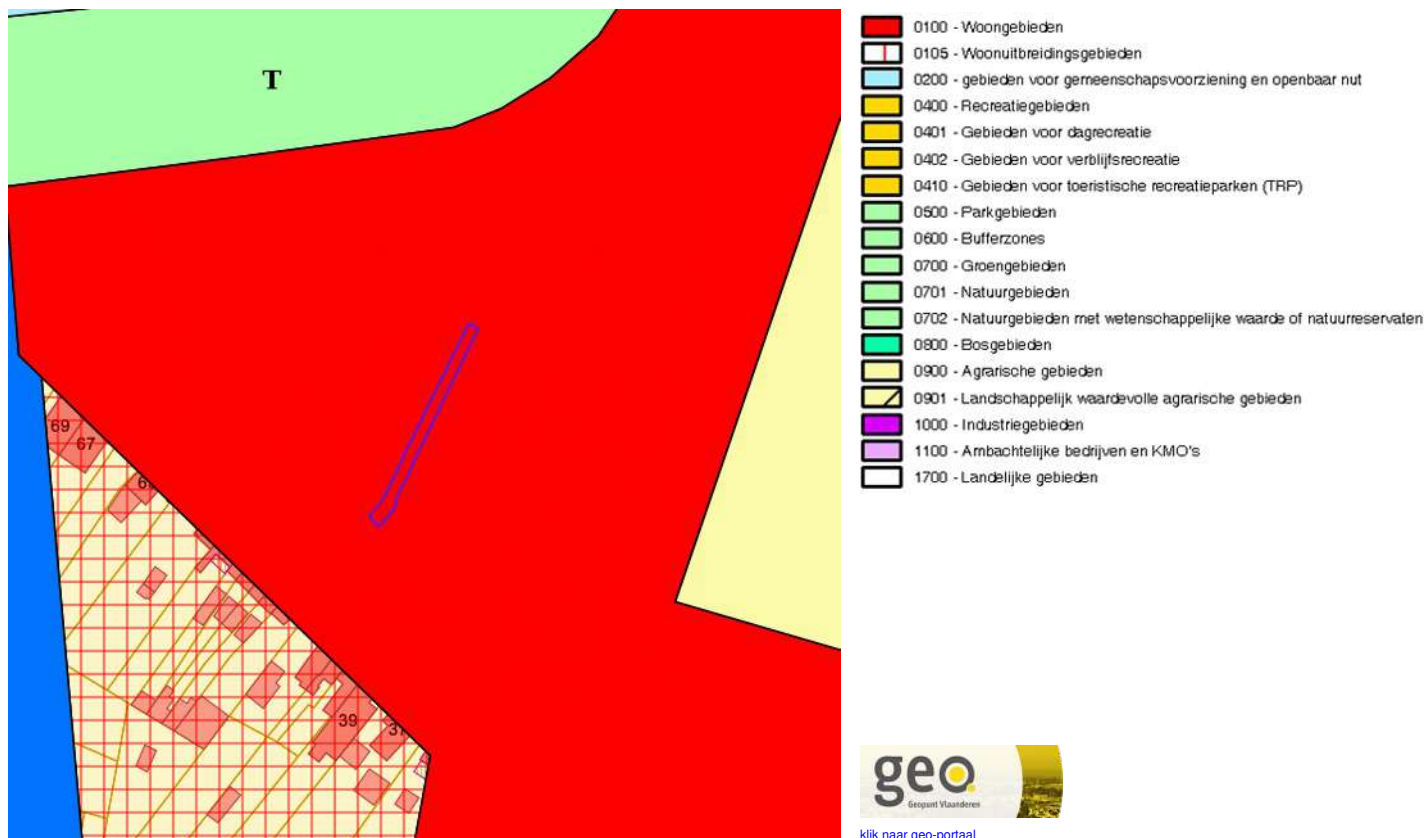 T
69
67
6
39
37
0100 - Woongebieden
0105 - Woonuitbreidingsgebieden
0200 - gebieden voor gemeenschapsvoorziening en openbaar nut
0400 - Recreatiegebieden
0401 - Gebieden voor dagrecreatie
0402 - Gebieden voor verblijfsrecreatie
0410 - Gebieden voor toeristische recreatieparken (TRP)
0500 - Parkgebieden
0600 - Bufferzones
0700 - Groengebieden
0701 - Natuurgebieden
0702 - Natuurgebieden met wetenschappelijke waarde of natuurreservaten
0800 - Bosgebieden
0900 - Agrarische gebieden
0901 - Landschappelijk waardevolle agrarische gebieden
1000 - Industriegebieden
1100 - Ambachtelijke bedrijven en KMO's
1700 - Landelijke gebieden
geo
Geopunt Vlaanderen
klik naar geo-portaal